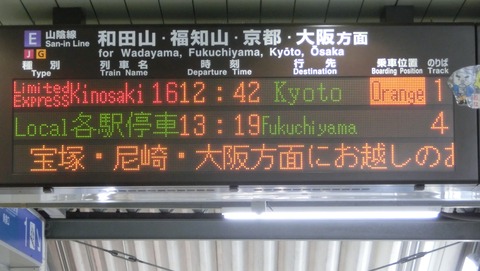 E 山陰線 和田山・福知山・京都・大阪方面
San-in Line for Wadayama, Fukuchiyama, Kyōto, Ōsaka
J G
種別 列車名 時刻 行先 乗車位置 のりば
Type Train Name Departure Time Destination Boarding Position Track
Limited Express Kinosaki 16 12:42 Kyoto Orange 1
Local 各駅停車 13:19 Fukuchiyama 4
宝塚・尼崎・大阪方面にお越しのお